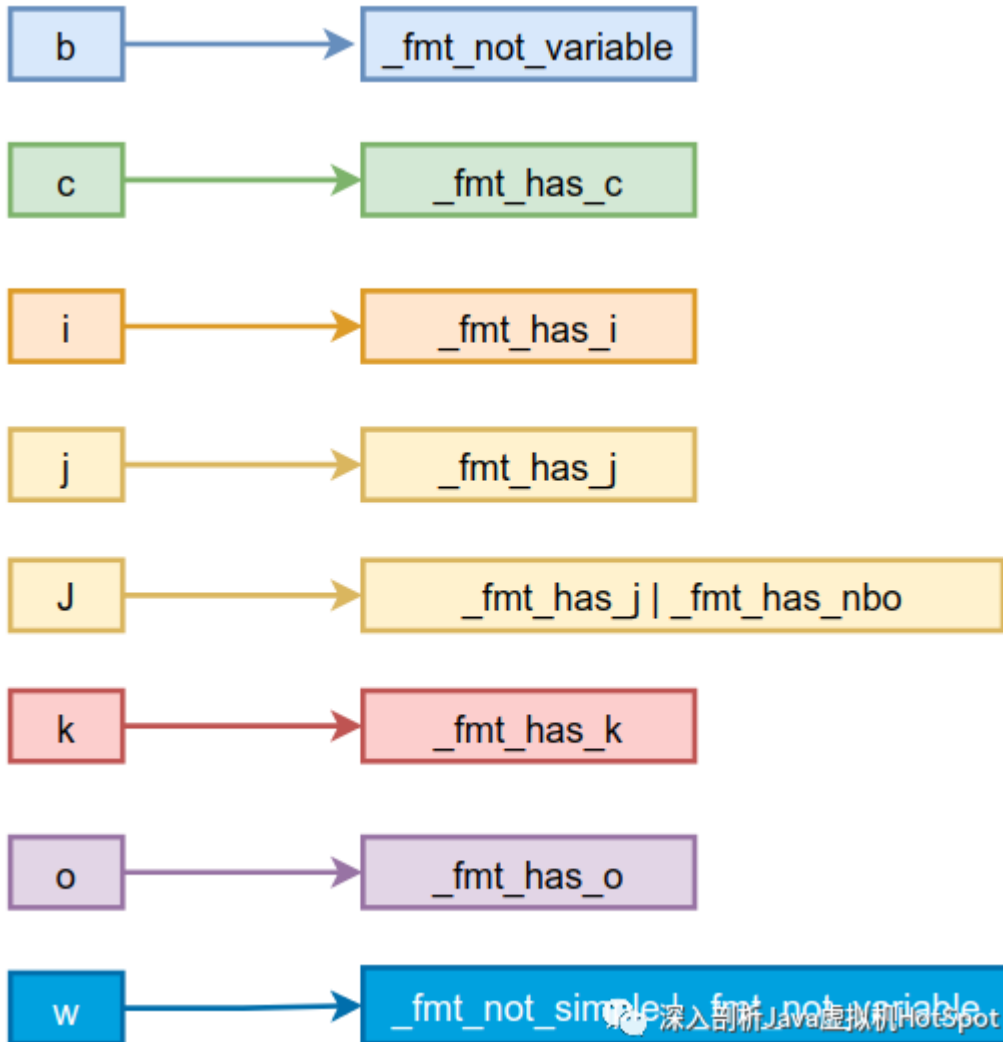 b
_fmt_not_variable
c
_fmt_has_c
i
_fmt_has_i
j
_fmt_has_j
J
_fmt_has_j | _fmt_has_nbo
k
_fmt_has_k
o
_fmt_has_o
w
_fmt_not_simple | _fmt_not_variable
深入剖析Java虚拟机HotSpot